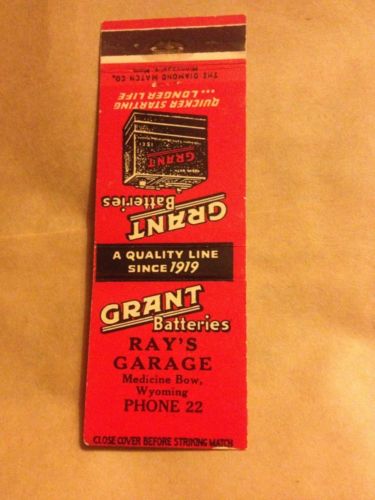 THE DIAMOND MATCH CO.
QUICKER STARTING
...LONGER LIFE
GRANT
GRANT
Batteries
A QUALITY LINE
SINCE 1919
GRANT
Batteries
RAY'S
GARAGE
Medicine Bow,
Wyoming
PHONE 22
CLOSE COVER BEFORE STRIKING MATCH